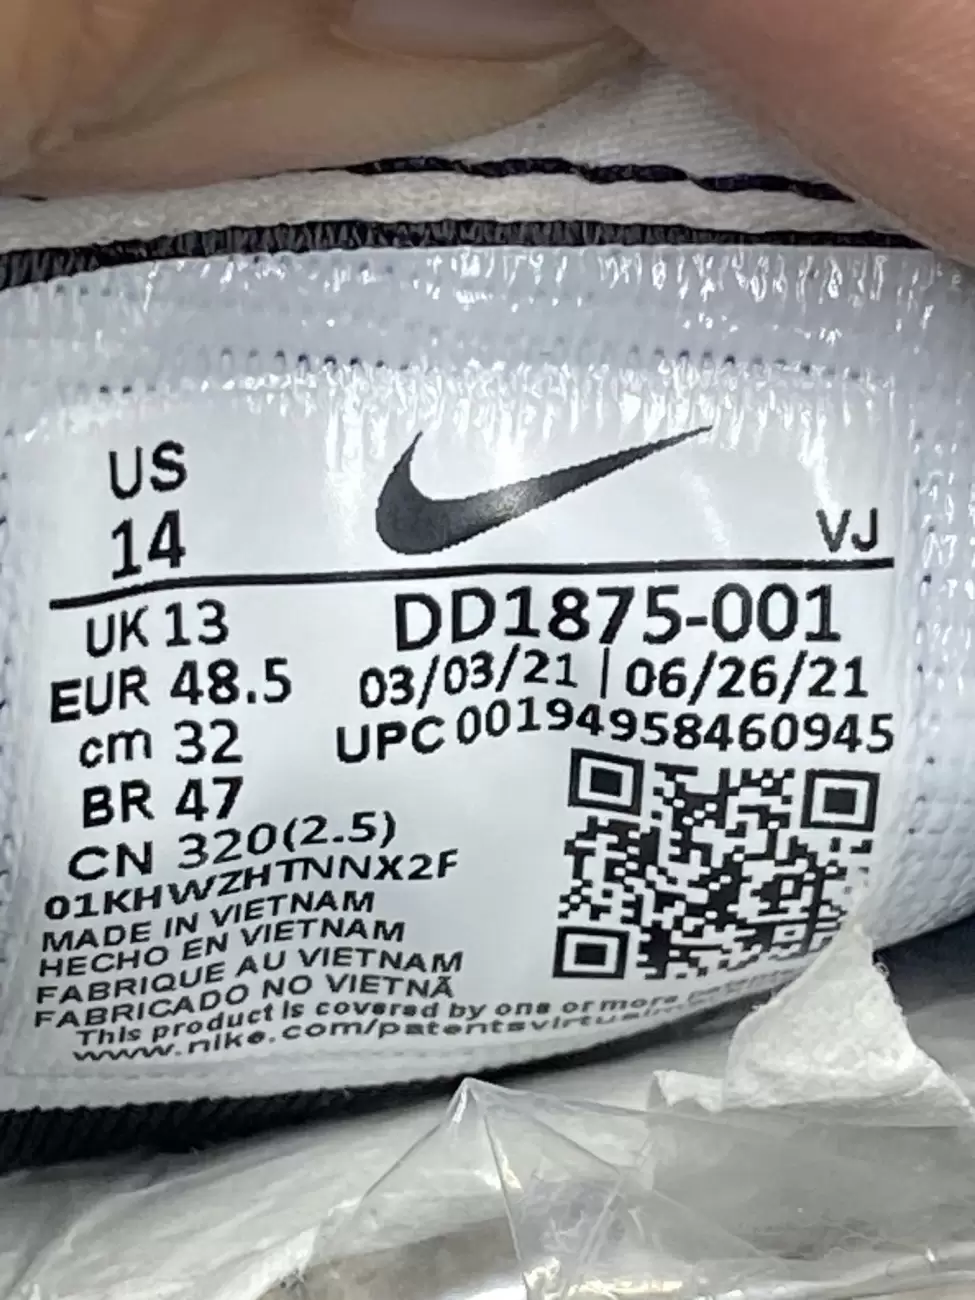 US
14
VJ
UK 13
EUR 48.5
cm 32
BR 47
CN 320(2.5)
DD1875-001
03/03/21 | 06/26/21
UPC 00194958460945
01KHWZHTNNX2F
MADE IN VIETNAM
HECHO EN VIETNAM
FABRIQUE AU VIETNAM
FABRICADO NO VIETNÃ
This product is covered by one or more patents
www.nike.com/patentsvirtual